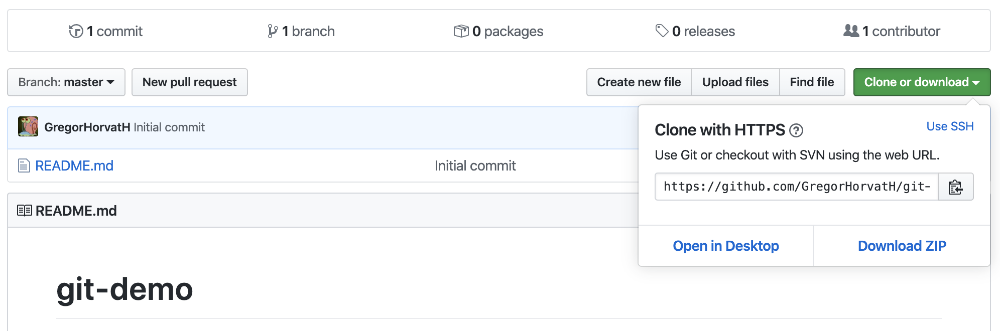 1 commit
1 branch
0 packages
0 releases
1 contributor
Branch: master
New pull request
Create new file
Upload files
Find file
Clone or download
GregorHorvatH Initial commit
README.md
Initial commit
Clone with HTTPS
Use SSH
Use Git or checkout with SVN using the web URL.
https://github.com/GregorHorvatH/git-
Open in Desktop
Download ZIP
README.md
git-demo